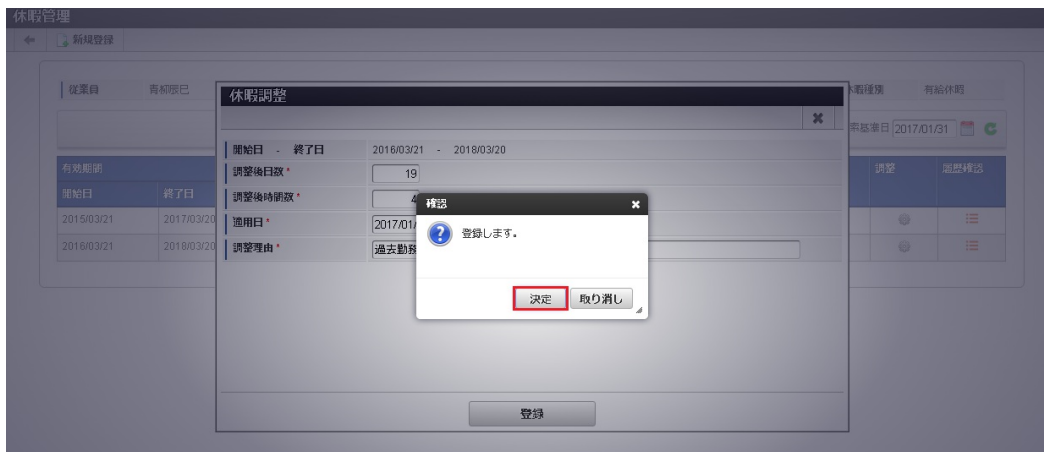 休暇管理
新規登録
従業員 青柳辰巳
休暇種別 有給休暇
基準日 2017/01/31
有効期間 調整 履歴確認
開始日 終了日
2015/03/21 2017/03/20
2016/03/21 2018/03/20
休暇調整
開始日 - 終了日 2016/03/21 - 2018/03/20
調整後日数* 19
調整後時間数* 4
適用日* 2017/01/
調整理由* 過去勤務
確認
登録します。
決定 取り消し
登録